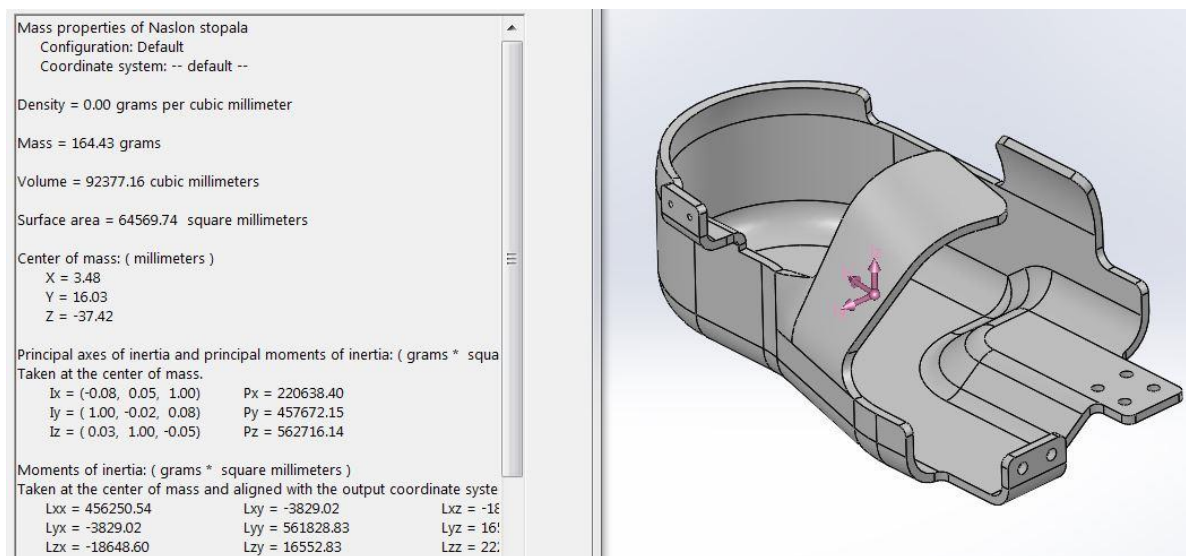 Mass properties of Naslon stopala
Configuration: Default
Coordinate system: -- default --
Density = 0.00 grams per cubic millimeter
Mass = 164.43 grams
Volume = 92377.16 cubic millimeters
Surface area = 64569.74 square millimeters
Center of mass: ( millimeters )
X = 3.48
Y = 16.03
Z = -37.42
Principal axes of inertia and principal moments of inertia: ( grams * squa
Taken at the center of mass.
Ix = (-0.08, 0.05, 1.00) Px = 220638.40
Iy = ( 1.00, -0.02, 0.08) Py = 457672.15
Iz = ( 0.03, 1.00, -0.05) Pz = 562716.14
Moments of inertia: ( grams * square millimeters )
Taken at the center of mass and aligned with the output coordinate syste
Lxx = 456250.54 Lxy = -3829.02 Lxz = -18
Lyx = -3829.02 Lyy = 561828.83 Lyz = 16
Lzx = -18648.60 Lzy = 16552.83 Lzz = 22